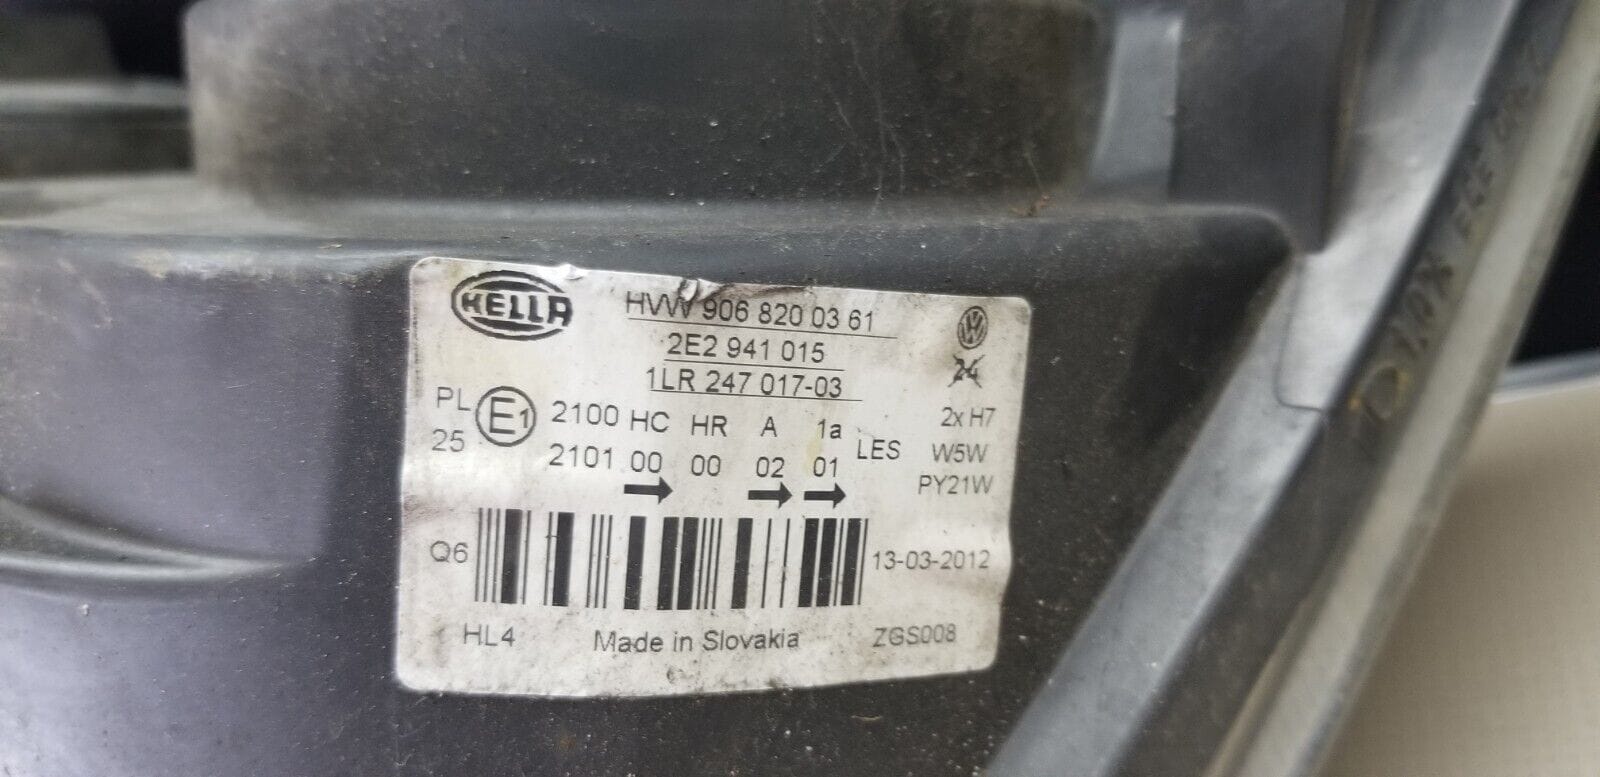 HELLA
HVW 906 820 03 61
2E2 941 015
1LR 247 017-03
VW
24
PL
25
E1
2100 HC HR A 1a
2101 00 00 02 01
LES
2x H7
W5W
PY21W
Q6
13-03-2012
HL4
Made in Slovakia
ZGS008